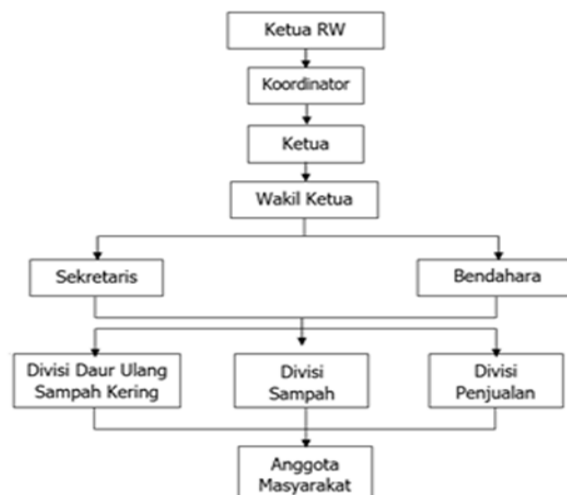 Ketua RW
Koordinator
Ketua
Wakil Ketua
Sekretaris
Bendahara
Divisi Daur Ulang
Sampah Kering
Divisi
Sampah
Divisi
Penjualan
Anggota
Masyarakat